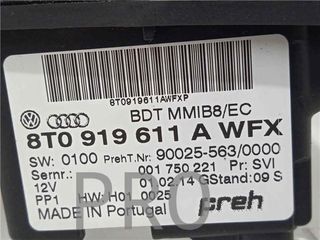 8T0919611AWFXP
BDT MMIB8/EC
8T0 919 611 A WFX
SW: 0100 PrehT.Nr: 90025-563/0000
Sernr.: 001 750 221 Pr: SVI
12V 01.02.14 GStand: 09 S
PP1 HW: H01 0025
MADE IN Portugal preh
PRO